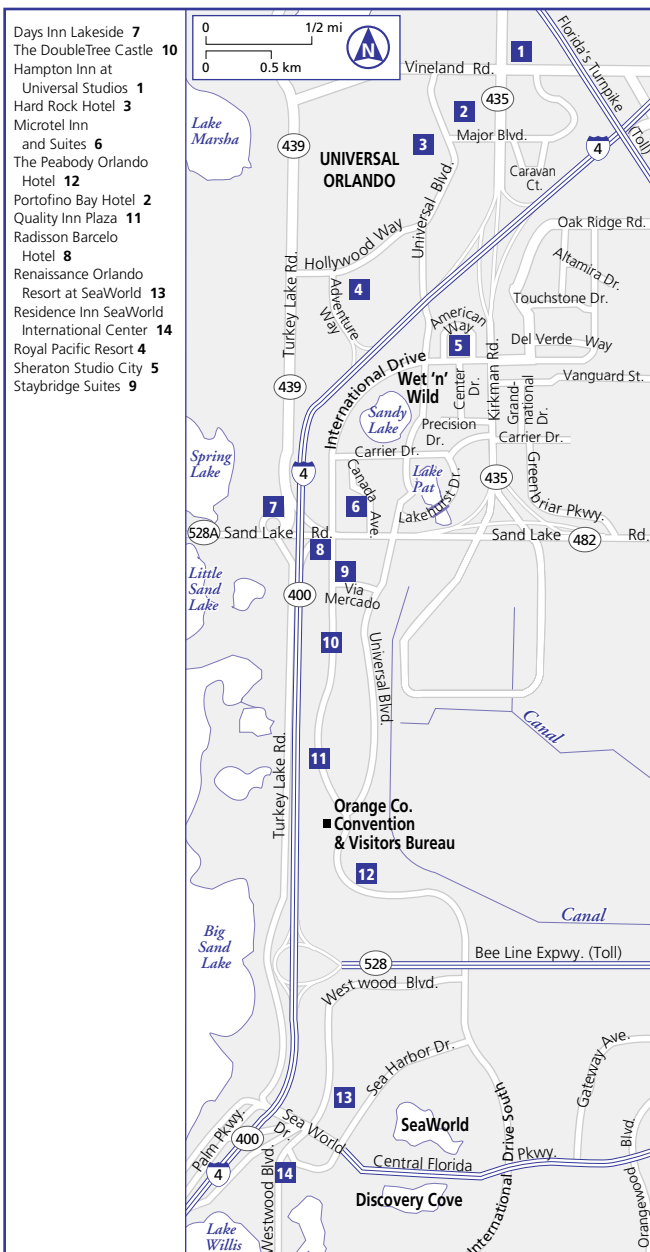 Days Inn Lakeside 7
The DoubleTree Castle 10
Hampton Inn at
Universal Studios 1
Hard Rock Hotel 3
Microtel Inn
and Suites 6
The Peabody Orlando
Hotel 12
Portofino Bay Hotel 2
Quality Inn Plaza 11
Radisson Barcelo
Hotel 8
Renaissance Orlando
Resort at SeaWorld 13
Residence Inn SeaWorld
International Center 14
Royal Pacific Resort 4
Sheraton Studio City 5
Staybridge Suites 9
0 1/2 mi
0 0.5 km
N
Florida's Turnpike
(Toll)
1
Vineland Rd.
435
2
Lake
Marsha
439
3
Major Blvd.
4
UNIVERSAL
ORLANDO
Caravan
Ct.
Universal Blvd.
Oak Ridge Rd.
Hollywood Way
Altamira Dr.
Turkey Lake Rd.
Adventure
Way
4
Touchstone Dr.
American
Way
5
Del Verde Way
International Drive
Wet 'n'
Wild
Center
Dr.
Kirkman Rd.
Grand-
national
Dr.
Vanguard St.
439
Sandy
Lake
Precision
Dr.
Carrier Dr.
Carrier Dr.
Spring
Lake
4
Canada
Ave.
Lake
Pat
Lakehurst Dr.
435
Greenbriar Pkwy.
7
6
528A
Sand Lake Rd.
Sand Lake
482
Rd.
8
Little
Sand
Lake
9
400
Via
Mercado
10
Universal Blvd.
Canal
Turkey Lake Rd.
11
Orange Co.
Convention
& Visitors Bureau
12
Canal
Big
Sand
Lake
528
Bee Line Expwy. (Toll)
Westwood Blvd.
Sea Harbor Dr.
Gateway Ave.
13
SeaWorld
Palm Pkwy.
400
Sea World
Dr.
International Drive South
Central Florida
Pkwy.
Orangewood
Blvd.
4
14
Westwood Blvd.
Discovery Cove
Lake
Willis